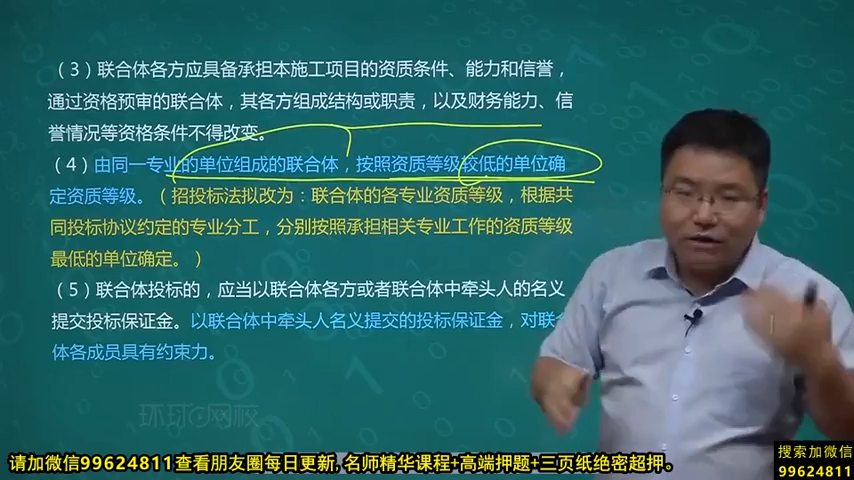 （3）联合体各方应具备承担本施工项目的资质条件、能力和信誉，
通过资格预审的联合体，其各方组成结构或职责，以及财务能力、信
誉情况等资格条件不得改变。
（4）由同一专业的单位组成的联合体，按照资质等级较低的单位确
定资质等级。（招投标法拟改为：联合体的各专业资质等级，根据共
同投标协议约定的专业分工，分别按照承担相关专业工作的资质等级
最低的单位确定。）
（5）联合体投标的，应当以联合体各方或者联合体中牵头人的名义
提交投标保证金。以联合体中牵头人名义提交的投标保证金，对联合
体各成员具有约束力。
环球网校
搜索加微信
请加微信99624811查看朋友圈每日更新,名师精华课程+高端押题+三页纸绝密超押。
99624811